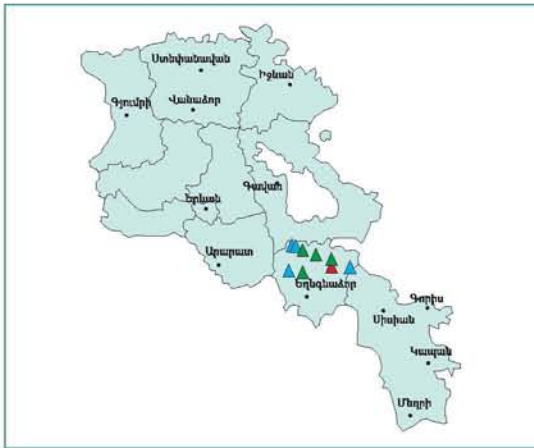 Ստեփանավան
Իջևան
Գյումրի
Վանաձոր
Գավառ
Երևան
Արարատ
Եղեգնաձոր
Գորիս
Սիսիան
Կապան
Մեղրի